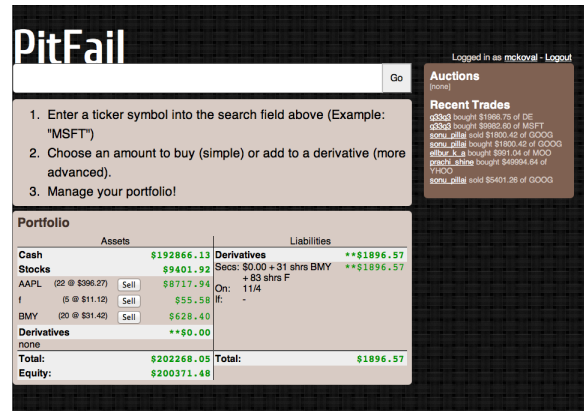 PitFail
Logged in as mckoval - Logout
Go
1. Enter a ticker symbol into the search field above (Example:
"MSFT")
2. Choose an amount to buy (simple) or add to a derivative (more
advanced).
3. Manage your portfolio!
Auctions
[none]
Recent Trades
q33q3 bought $1966.75 of DE
q33q3 bought $9982.60 of MSFT
sonu_pillai sold $1800.42 of GOOG
sonu_pillai bought $1800.42 of GOOG
ellbur_k_a bought $991.04 of MOO
prachi_shine bought $49994.64 of
YHOO
sonu_pillai sold $5401.26 of GOOG
Portfolio
Assets Liabilities
Cash $192866.13 Derivatives **$1896.57
Stocks $9401.92 Secs: $0.00 + 31 shrs BMY **$1896.57
+ 83 shrs F
AAPL (22 @ $396.27) Sell $8717.94 On: 11/4
f (5 @ $11.12) Sell $55.58 If: -
BMY (20 @ $31.42) Sell $628.40
Derivatives **$0.00
none
Total: $202268.05 Total: $1896.57
Equity: $200371.48